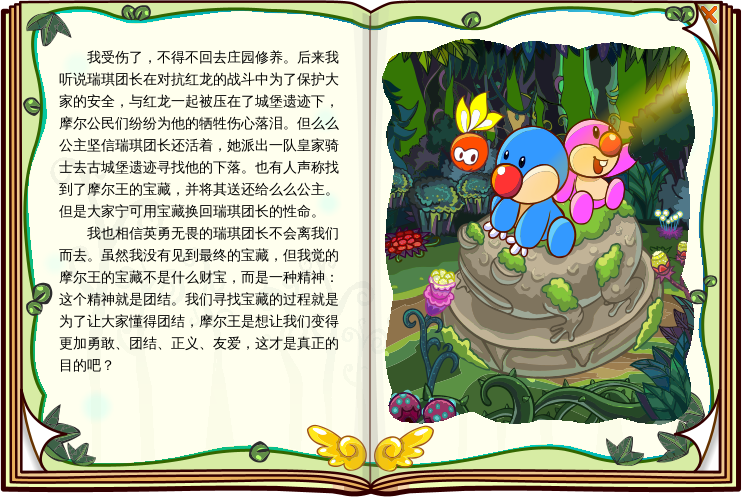 我受伤了，不得不回去庄园修养。后来我
听说瑞琪团长在对抗红龙的战斗中为了保护大
家的安全，与红龙一起被压在了城堡遗迹下，
摩尔公民们纷纷为他的牺牲伤心落泪。但么么
公主坚信瑞琪团长还活着，她派出一队皇家骑
士去古城堡遗迹寻找他的下落。也有人声称找
到了摩尔王的宝藏，并将其送还给么么公主。
但是大家宁可用宝藏换回瑞琪团长的性命。
我也相信英勇无畏的瑞琪团长不会离我们
而去。虽然我没有见到最终的宝藏，但我觉的
摩尔王的宝藏不是什么财宝，而是一种精神：
这个精神就是团结。我们寻找宝藏的过程就是
为了让大家懂得团结，摩尔王是想让我们变得
更加勇敢、团结、正义、友爱，这才是真正的
目的吧？